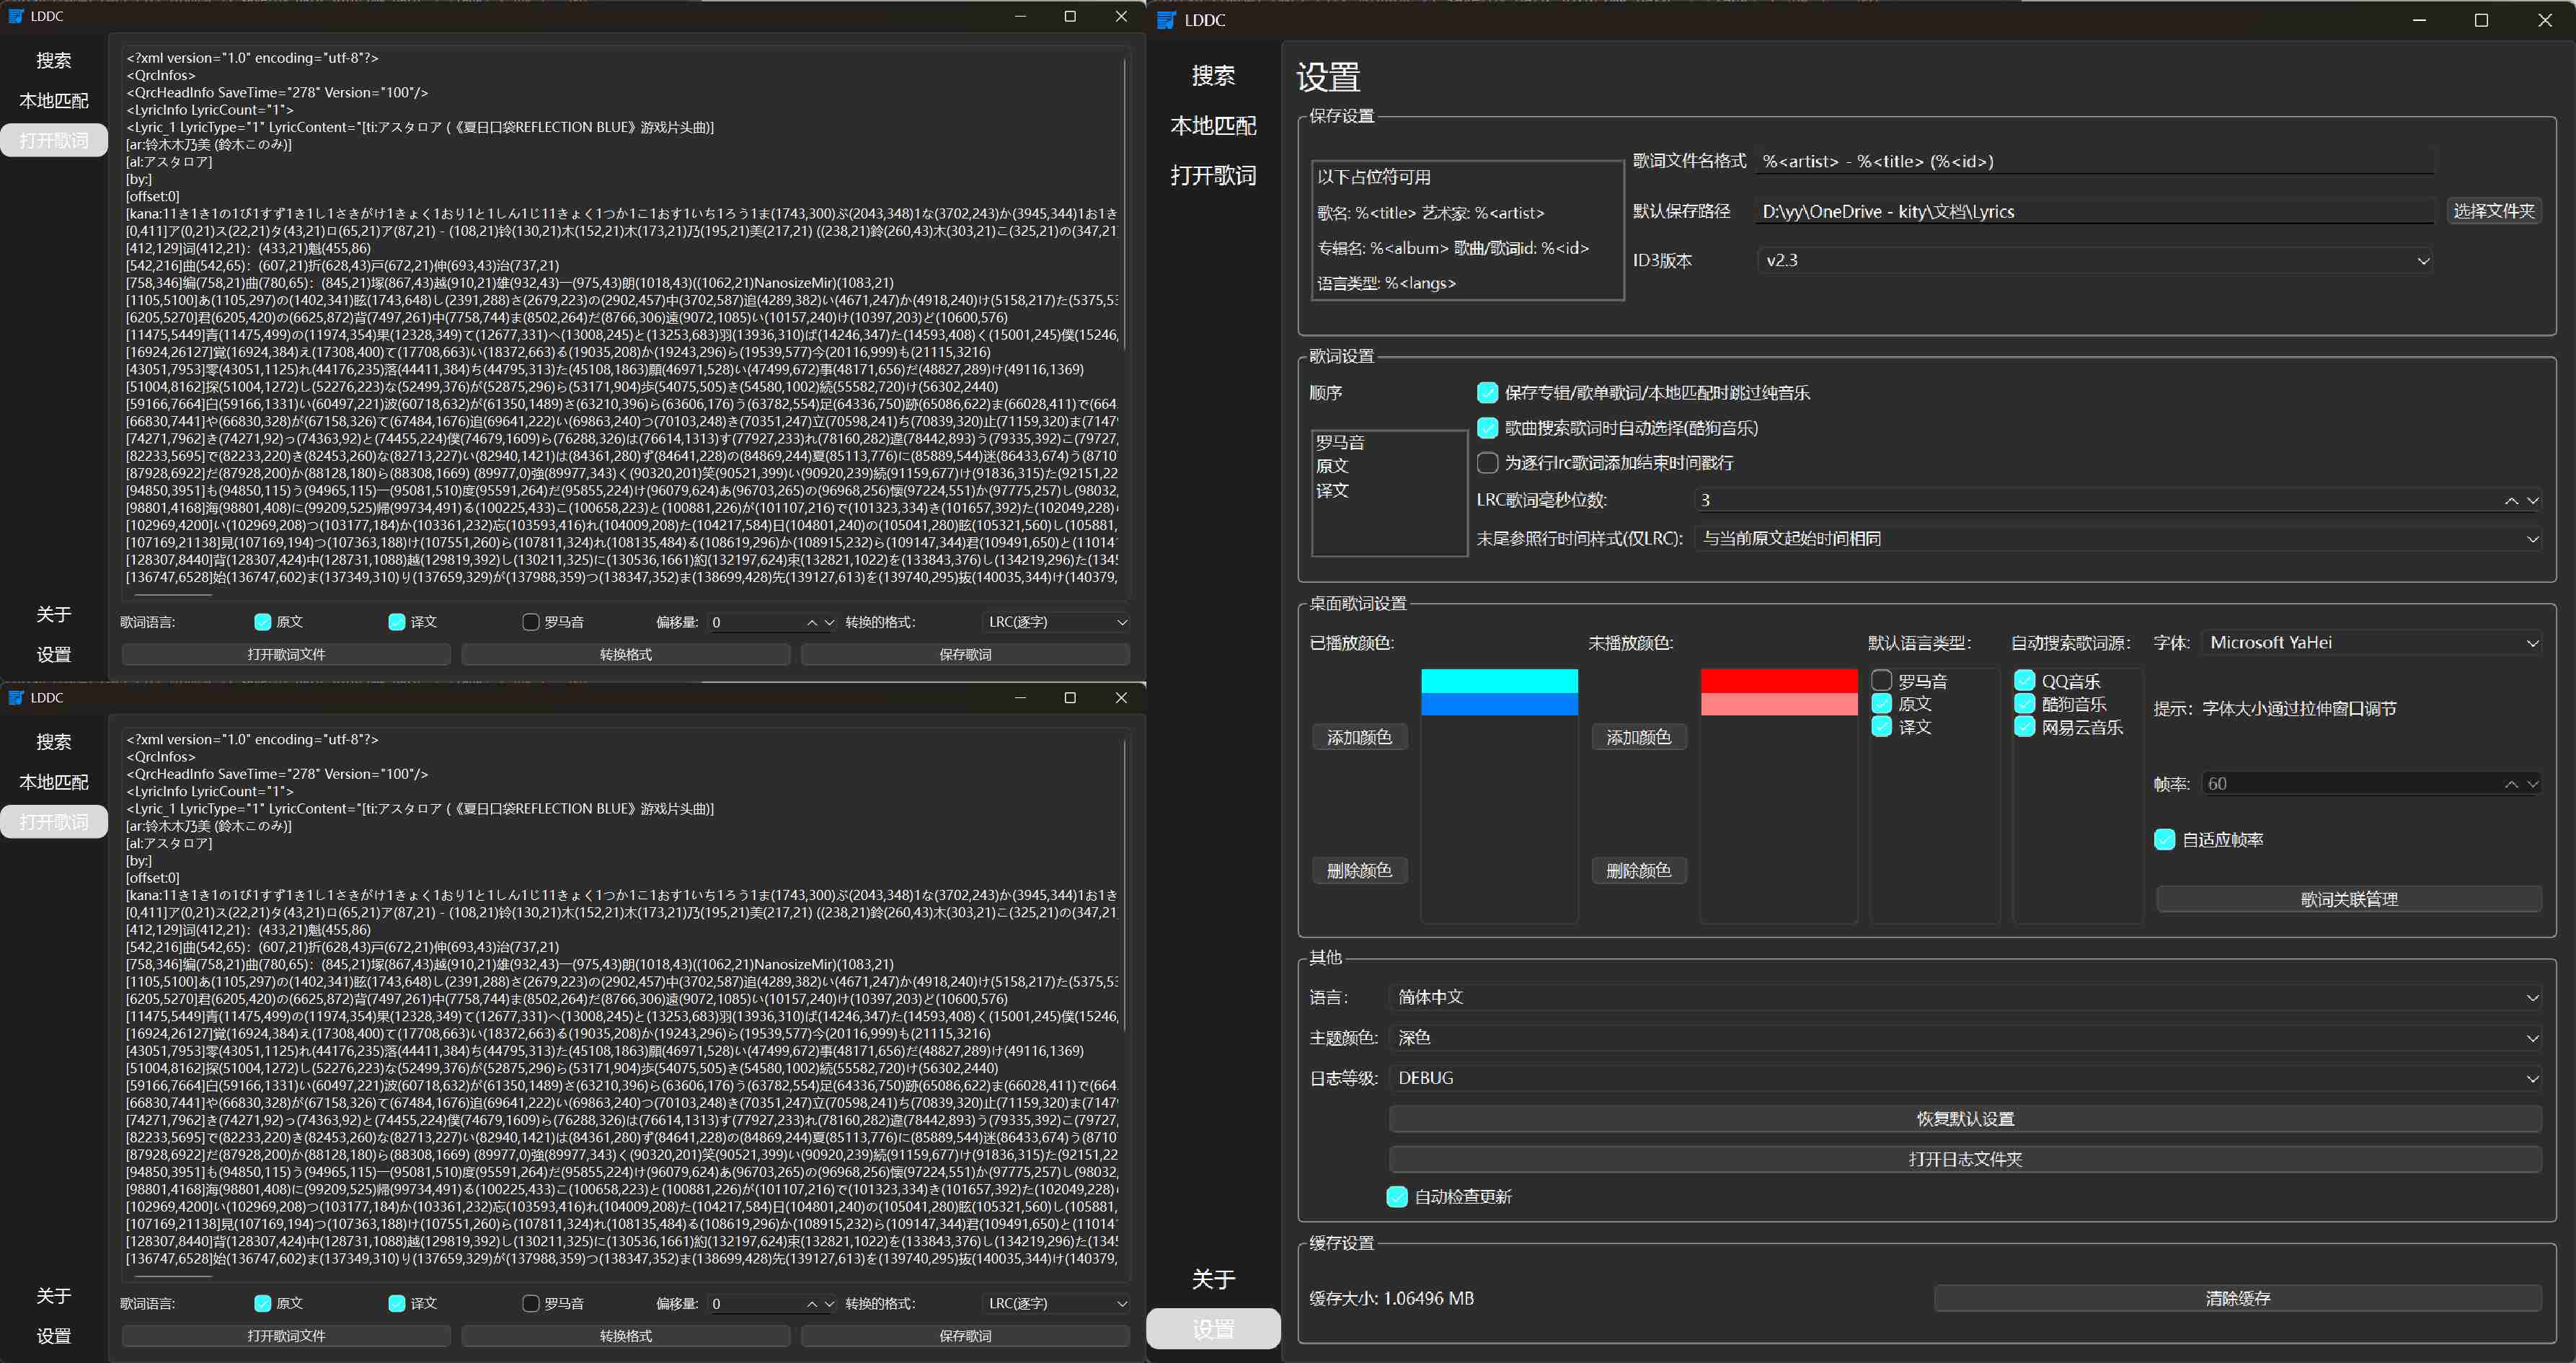 LDDC
搜索
本地匹配
打开歌词
<?xml version="1.0" encoding="utf-8"?>
<QrcInfos>
<QrcHeadInfo SaveTime="278" Version="100"/>
<LyricInfo LyricCount="1">
<Lyric_1 LyricType="1" LyricContent="[ti:アスタロア (《夏日口袋REFLECTION BLUE》游戏片头曲)]
[ar:铃木木乃美 (鈴木このみ)]
[al:アスタロア]
[by:]
[offset:0]
[kana:11き1き1の1び1すず1き1し1さきがけ1きょく1おり1と1しん1じ11きょく1つか1こ1おす1いち1ろう1ま(1743,300)ぶ(2043,348)1な(3702,243)か(3945,344)1お1き
[0,411]ア(0,21)ス(22,21)タ(43,21)ロ(65,21)ア(87,21) - (108,21)铃(130,21)木(152,21)木(173,21)乃(195,21)美(217,21) ((238,21)鈴(260,43)木(303,21)こ(325,21)の(347,21
[412,129]词(412,21)：(433,21)魁(455,86)
[542,216]曲(542,65)：(607,21)折(628,43)戸(672,21)伸(693,43)治(737,21)
[758,346]编(758,21)曲(780,65)：(845,21)塚(867,43)越(910,21)雄(932,43)一(975,43)朗(1018,43)((1062,21)NanosizeMir)(1083,21)
[1105,5100]あ(1105,297)の(1402,341)眩(1743,648)し(2391,288)さ(2679,223)の(2902,457)中(3702,587)追(4289,382)い(4671,247)か(4918,240)け(5158,217)た(5375,53
[6205,5270]君(6205,420)の(6625,872)背(7497,261)中(7758,744)ま(8502,264)だ(8766,306)遠(9072,1085)い(10157,240)け(10397,203)ど(10600,576)
[11475,5449]青(11475,499)の(11974,354)果(12328,349)て(12677,331)へ(13008,245)と(13253,683)羽(13936,310)ば(14246,347)た(14593,408)く(15001,245)僕(15246,
[16924,26127]覚(16924,384)え(17308,400)て(17708,663)い(18372,663)る(19035,208)か(19243,296)ら(19539,577)今(20116,999)も(21115,3216)
[43051,7953]零(43051,1125)れ(44176,235)落(44411,384)ち(44795,313)た(45108,1863)願(46971,528)い(47499,672)事(48171,656)だ(48827,289)け(49116,1369)
[51004,8162]探(51004,1272)し(52276,223)な(52499,376)が(52875,296)ら(53171,904)歩(54075,505)き(54580,1002)続(55582,720)け(56302,2440)
[59166,7664]白(59166,1331)い(60497,221)波(60718,632)が(61350,1489)さ(63210,396)ら(63606,176)う(63782,554)足(64336,750)跡(65086,622)ま(66028,411)で(664
[66830,7441]や(66830,328)が(67158,326)て(67484,1676)追(69641,222)い(69863,240)つ(70103,248)き(70351,247)立(70598,241)ち(70839,320)止(71159,320)ま(7147
[74271,7962]き(74271,92)っ(74363,92)と(74455,224)僕(74679,1609)ら(76288,326)は(76614,1313)す(77927,233)れ(78160,282)違(78442,893)う(79335,392)こ(79727,
[82233,5695]で(82233,220)き(82453,260)な(82713,227)い(82940,1421)は(84361,280)ず(84641,228)の(84869,244)夏(85113,776)に(85889,544)迷(86433,674)う(8710
[87928,6922]だ(87928,200)か(88128,180)ら(88308,1669) (89977,0)強(89977,343)く(90320,201)笑(90521,399)い(90920,239)続(91159,677)け(91836,315)た(92151,22
[94850,3951]も(94850,115)う(94965,115)一(95081,510)度(95591,264)だ(95855,224)け(96079,624)あ(96703,265)の(96968,256)懐(97224,551)か(97775,257)し(98032,
[98801,4168]海(98801,408)に(99209,525)帰(99734,491)る(100225,433)こ(100658,223)と(100881,226)が(101107,216)で(101323,334)き(101657,392)た(102049,228)
[102969,4200]い(102969,208)つ(103177,184)か(103361,232)忘(103593,416)れ(104009,208)た(104217,584)日(104801,240)の(105041,280)眩(105321,560)し(105881,
[107169,21138]見(107169,194)つ(107363,188)け(107551,260)ら(107811,324)れ(108135,484)る(108619,296)か(108915,232)ら(109147,344)君(109491,650)と(11014
[128307,8440]背(128307,424)中(128731,1088)越(129819,392)し(130211,325)に(130536,1661)約(132197,624)束(132821,1022)を(133843,376)し(134219,296)た(1345
[136747,6528]始(136747,602)ま(137349,310)り(137659,329)が(137988,359)つ(138347,352)ま(138699,428)先(139127,613)を(139740,295)抜(140035,344)け(140379,
关于
设置
歌词语言: 原文 译文 罗马音 偏移量: 0 转换的格式: LRC(逐字)
打开歌词文件 转换格式 保存歌词
LDDC
搜索
本地匹配
打开歌词
<?xml version="1.0" encoding="utf-8"?>
<QrcInfos>
<QrcHeadInfo SaveTime="278" Version="100"/>
<LyricInfo LyricCount="1">
<Lyric_1 LyricType="1" LyricContent="[ti:アスタロア (《夏日口袋REFLECTION BLUE》游戏片头曲)]
[ar:铃木木乃美 (鈴木このみ)]
[al:アスタロア]
[by:]
[offset:0]
[kana:11き1き1の1び1すず1き1し1さきがけ1きょく1おり1と1しん1じ11きょく1つか1こ1おす1いち1ろう1ま(1743,300)ぶ(2043,348)1な(3702,243)か(3945,344)1お1き
[0,411]ア(0,21)ス(22,21)タ(43,21)ロ(65,21)ア(87,21) - (108,21)铃(130,21)木(152,21)木(173,21)乃(195,21)美(217,21) ((238,21)鈴(260,43)木(303,21)こ(325,21)の(347,21
[412,129]词(412,21)：(433,21)魁(455,86)
[542,216]曲(542,65)：(607,21)折(628,43)戸(672,21)伸(693,43)治(737,21)
[758,346]编(758,21)曲(780,65)：(845,21)塚(867,43)越(910,21)雄(932,43)一(975,43)朗(1018,43)((1062,21)NanosizeMir)(1083,21)
[1105,5100]あ(1105,297)の(1402,341)眩(1743,648)し(2391,288)さ(2679,223)の(2902,457)中(3702,587)追(4289,382)い(4671,247)か(4918,240)け(5158,217)た(5375,53
[6205,5270]君(6205,420)の(6625,872)背(7497,261)中(7758,744)ま(8502,264)だ(8766,306)遠(9072,1085)い(10157,240)け(10397,203)ど(10600,576)
[11475,5449]青(11475,499)の(11974,354)果(12328,349)て(12677,331)へ(13008,245)と(13253,683)羽(13936,310)ば(14246,347)た(14593,408)く(15001,245)僕(15246,
[16924,26127]覚(16924,384)え(17308,400)て(17708,663)い(18372,663)る(19035,208)か(19243,296)ら(19539,577)今(20116,999)も(21115,3216)
[43051,7953]零(43051,1125)れ(44176,235)落(44411,384)ち(44795,313)た(45108,1863)願(46971,528)い(47499,672)事(48171,656)だ(48827,289)け(49116,1369)
[51004,8162]探(51004,1272)し(52276,223)な(52499,376)が(52875,296)ら(53171,904)歩(54075,505)き(54580,1002)続(55582,720)け(56302,2440)
[59166,7664]白(59166,1331)い(60497,221)波(60718,632)が(61350,1489)さ(63210,396)ら(63606,176)う(63782,554)足(64336,750)跡(65086,622)ま(66028,411)で(664
[66830,7441]や(66830,328)が(67158,326)て(67484,1676)追(69641,222)い(69863,240)つ(70103,248)き(70351,247)立(70598,241)ち(70839,320)止(71159,320)ま(7147
[74271,7962]き(74271,92)っ(74363,92)と(74455,224)僕(74679,1609)ら(76288,326)は(76614,1313)す(77927,233)れ(78160,282)違(78442,893)う(79335,392)こ(79727,
[82233,5695]で(82233,220)き(82453,260)な(82713,227)い(82940,1421)は(84361,280)ず(84641,228)の(84869,244)夏(85113,776)に(85889,544)迷(86433,674)う(8710
[87928,6922]だ(87928,200)か(88128,180)ら(88308,1669) (89977,0)強(89977,343)く(90320,201)笑(90521,399)い(90920,239)続(91159,677)け(91836,315)た(92151,22
[94850,3951]も(94850,115)う(94965,115)一(95081,510)度(95591,264)だ(95855,224)け(96079,624)あ(96703,265)の(96968,256)懐(97224,551)か(97775,257)し(98032,
[98801,4168]海(98801,408)に(99209,525)帰(99734,491)る(100225,433)こ(100658,223)と(100881,226)が(101107,216)で(101323,334)き(101657,392)た(102049,228)
[102969,4200]い(102969,208)つ(103177,184)か(103361,232)忘(103593,416)れ(104009,208)た(104217,584)日(104801,240)の(105041,280)眩(105321,560)し(105881,
[107169,21138]見(107169,194)つ(107363,188)け(107551,260)ら(107811,324)れ(108135,484)る(108619,296)か(108915,232)ら(109147,344)君(109491,650)と(11014
[128307,8440]背(128307,424)中(128731,1088)越(129819,392)し(130211,325)に(130536,1661)約(132197,624)束(132821,1022)を(133843,376)し(134219,296)た(1345
[136747,6528]始(136747,602)ま(137349,310)り(137659,329)が(137988,359)つ(138347,352)ま(138699,428)先(139127,613)を(139740,295)抜(140035,344)け(140379,
关于
设置
歌词语言: 原文 译文 罗马音 偏移量: 0 转换的格式: LRC(逐字)
打开歌词文件 转换格式 保存歌词
LDDC
搜索
本地匹配
打开歌词
关于
设置
设置
保存设置
以下占位符可用
歌名: %<title> 艺术家: %<artist>
专辑名: %<album> 歌曲/歌词id: %<id>
语言类型: %<langs>
歌词文件名格式 %<artist> - %<title> (%<id>)
默认保存路径 D:\yy\OneDrive - kity\文档\Lyrics 选择文件夹
ID3版本 v2.3
歌词设置
顺序
罗马音
原文
译文
保存专辑/歌单歌词/本地匹配时跳过纯音乐
歌曲搜索歌词时自动选择(酷狗音乐)
为逐行lrc歌词添加结束时间戳行
LRC歌词毫秒位数: 3
末尾参照行时间样式(仅LRC): 与当前原文起始时间相同
桌面歌词设置
已播放颜色:
添加颜色
删除颜色
未播放颜色:
添加颜色
删除颜色
默认语言类型:
罗马音
原文
译文
自动搜索歌词源:
QQ音乐
酷狗音乐
网易云音乐
字体: Microsoft YaHei
提示：字体大小通过拉伸窗口调节
帧率: 60
自适应帧率
歌词关联管理
其他
语言: 简体中文
主题颜色: 深色
日志等级: DEBUG
恢复默认设置
打开日志文件夹
自动检查更新
缓存设置
缓存大小: 1.06496 MB 清除缓存